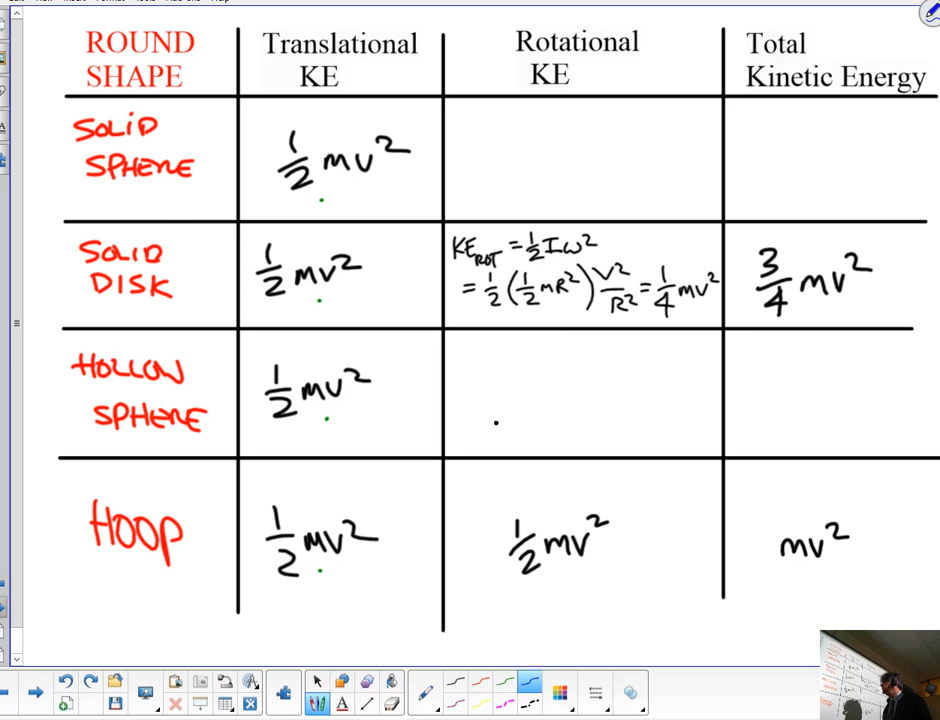 ROUND SHAPE
Translational KE
Rotational KE
Total Kinetic Energy
SOLID SPHERE
1/2 mv²
SOLID DISK
1/2 mv²
KE_ROT = 1/2 Iω²
= 1/2 (1/2 mR²) V²/R² = 1/4 mv²
3/4 mv²
HOLLOW SPHERE
1/2 mv²
HOOP
1/2 mv²
1/2 mv²
mv²